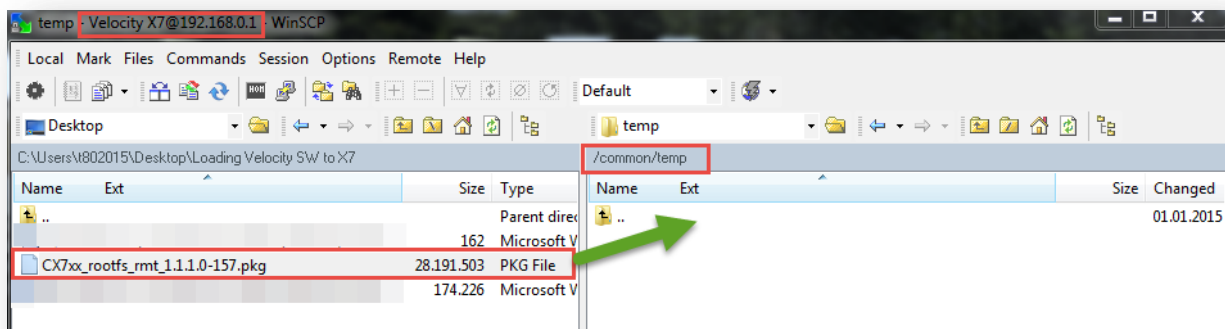 temp - Velocity X7@192.168.0.1 - WinSCP
Local Mark Files Commands Session Options Remote Help
Default
Desktop
temp
C:\Users\t802015\Desktop\Loading Velocity SW to X7
/common/temp
Name Ext Size Type
Name Ext Size Changed
.. Parent direc
.. 01.01.2015
162 Microsoft W
CX7xx_rootfs_rmt_1.1.1.0-157.pkg 28.191.503 PKG File
174.226 Microsoft W